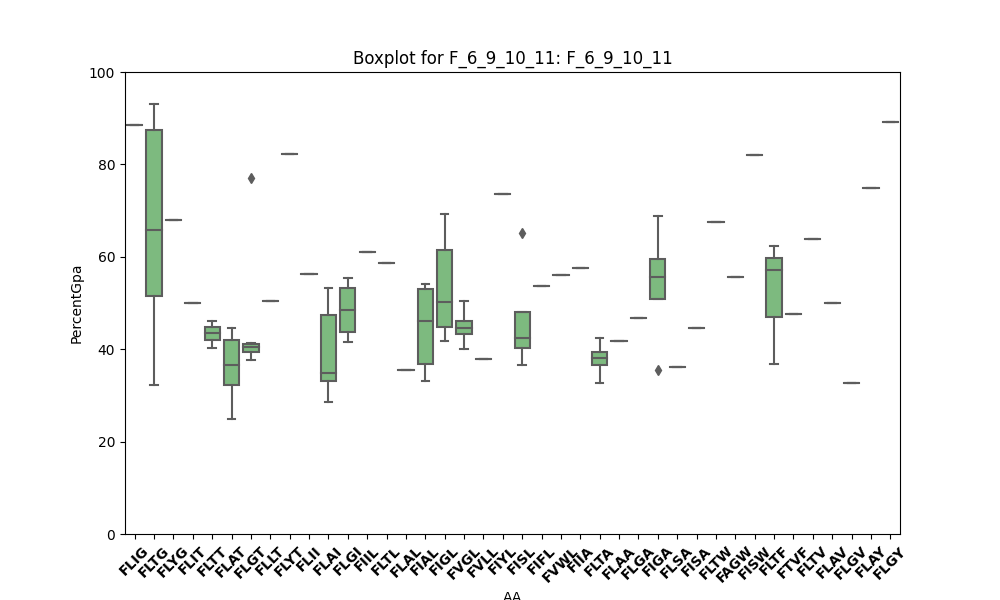 Boxplot for F_6_9_10_11: F_6_9_10_11
100
80
60
40
20
0
PercentGpa
FLIG FLTG FLYG FLIT FLTT FLAT FLGT FLLT FLYT FLII FLAI FLGI FIIL FLTL FLAL FIAL FIGL FVGL FVLL FIYL FISL FIFL FVWL FIIA FLTA FLAA FLGA FIGA FLSA FISA FLTW FAGW FISW FLTF FTVF FLTV FLAV FLGV FLAY FLGY
AA